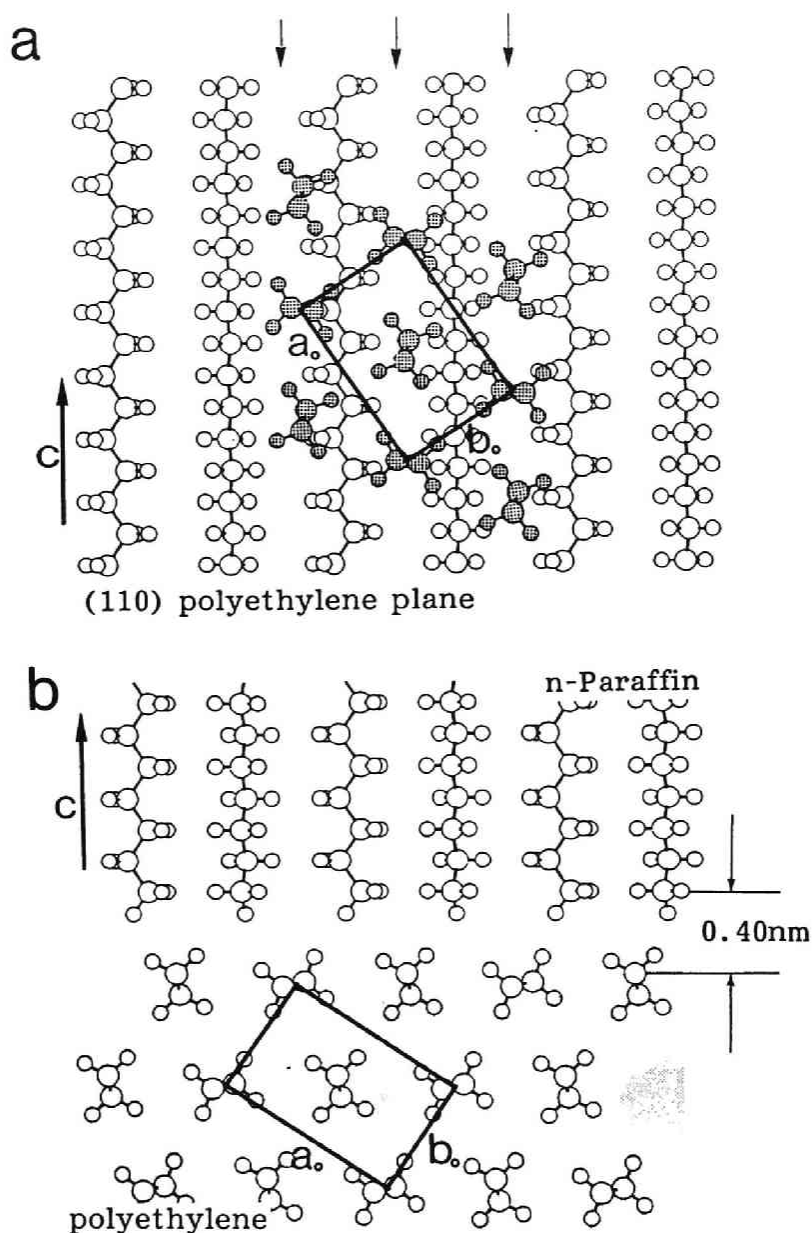 a
a₀
b₀
c
(110) polyethylene plane
b
n-Paraffin
c
0.40nm
a₀
b₀
polyethylene